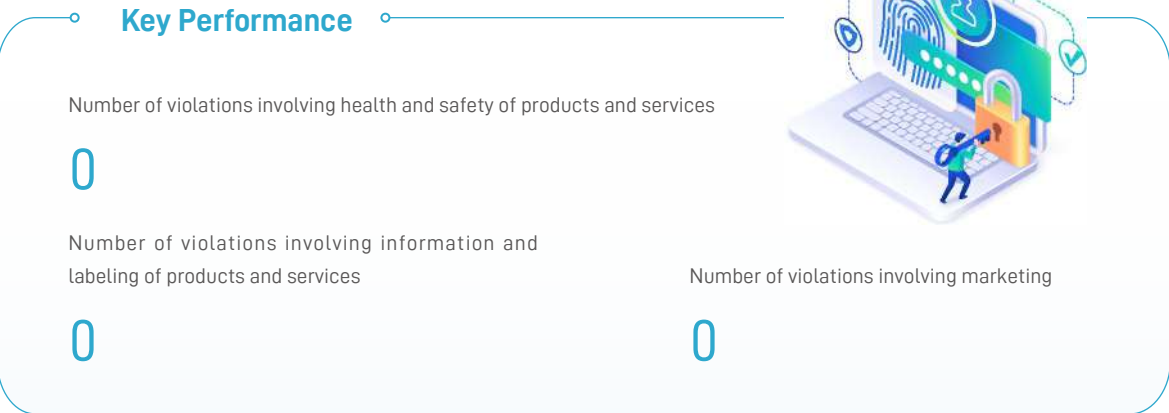 Key Performance
Number of violations involving health and safety of products and services
0
Number of violations involving information and
labeling of products and services
0
Number of violations involving marketing
0